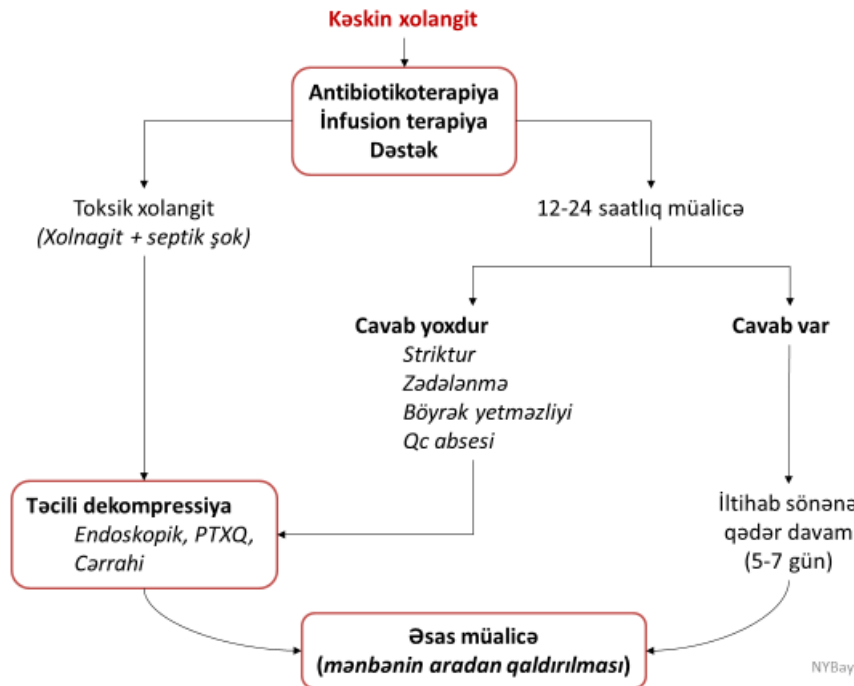 Kəskin xolangit
Antibiotikoterapiya
İnfusion terapiya
Dəstək
Toksik xolangit
(Xolnagit + septik şok)
12-24 saatlıq müalicə
Cavab yoxdur
Striktur
Zədələnmə
Böyrək yetməzliyi
Qc absesi
Cavab var
Təcili dekompressiya
Endoskopik, PTXQ,
Cərrahi
İltihab sönənə
qədər davam
(5-7 gün)
Əsas müalicə
(mənbənin aradan qaldırılması)
NYBay